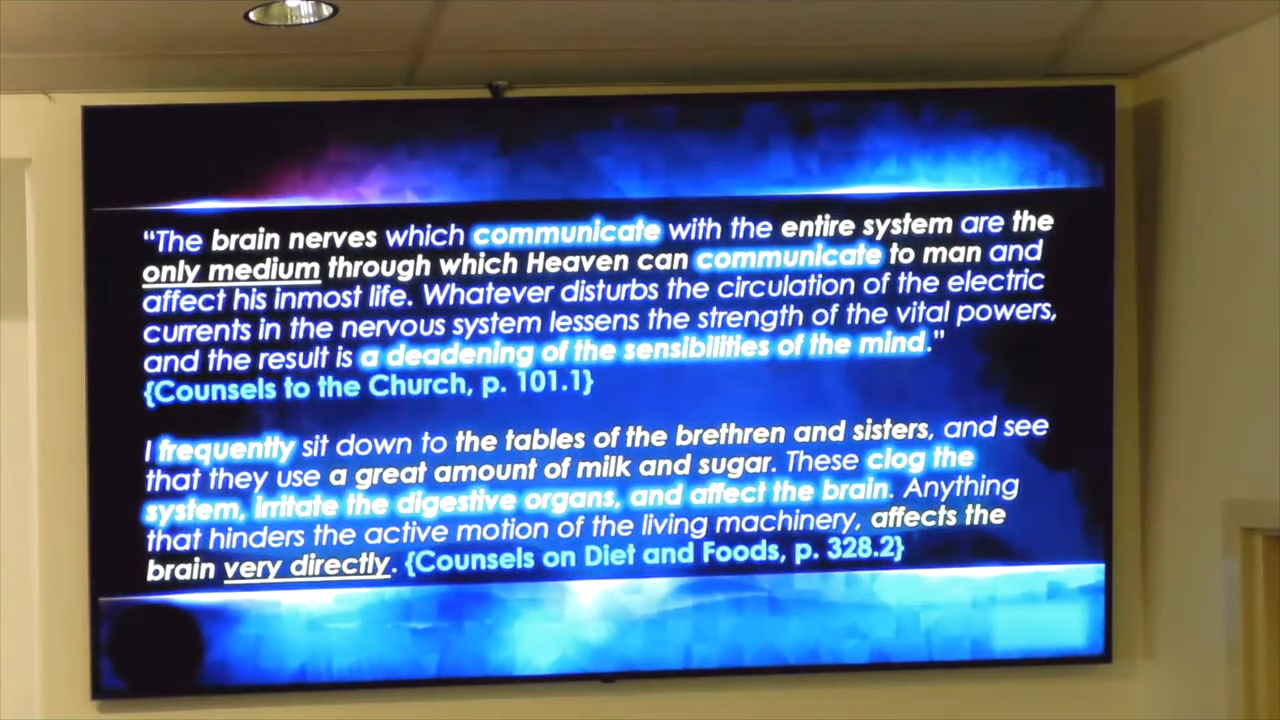 "The brain nerves which communicate with the entire system are the
only medium through which Heaven can communicate to man and
affect his inmost life. Whatever disturbs the circulation of the electric
currents in the nervous system lessens the strength of the vital powers,
and the result is a deadening of the sensibilities of the mind."
{Counsels to the Church, p. 101.1}
I frequently sit down to the tables of the brethren and sisters, and see
that they use a great amount of milk and sugar. These clog the
system, irritate the digestive organs, and affect the brain. Anything
that hinders the active motion of the living machinery, affects the
brain very directly. {Counsels on Diet and Foods, p. 328.2}